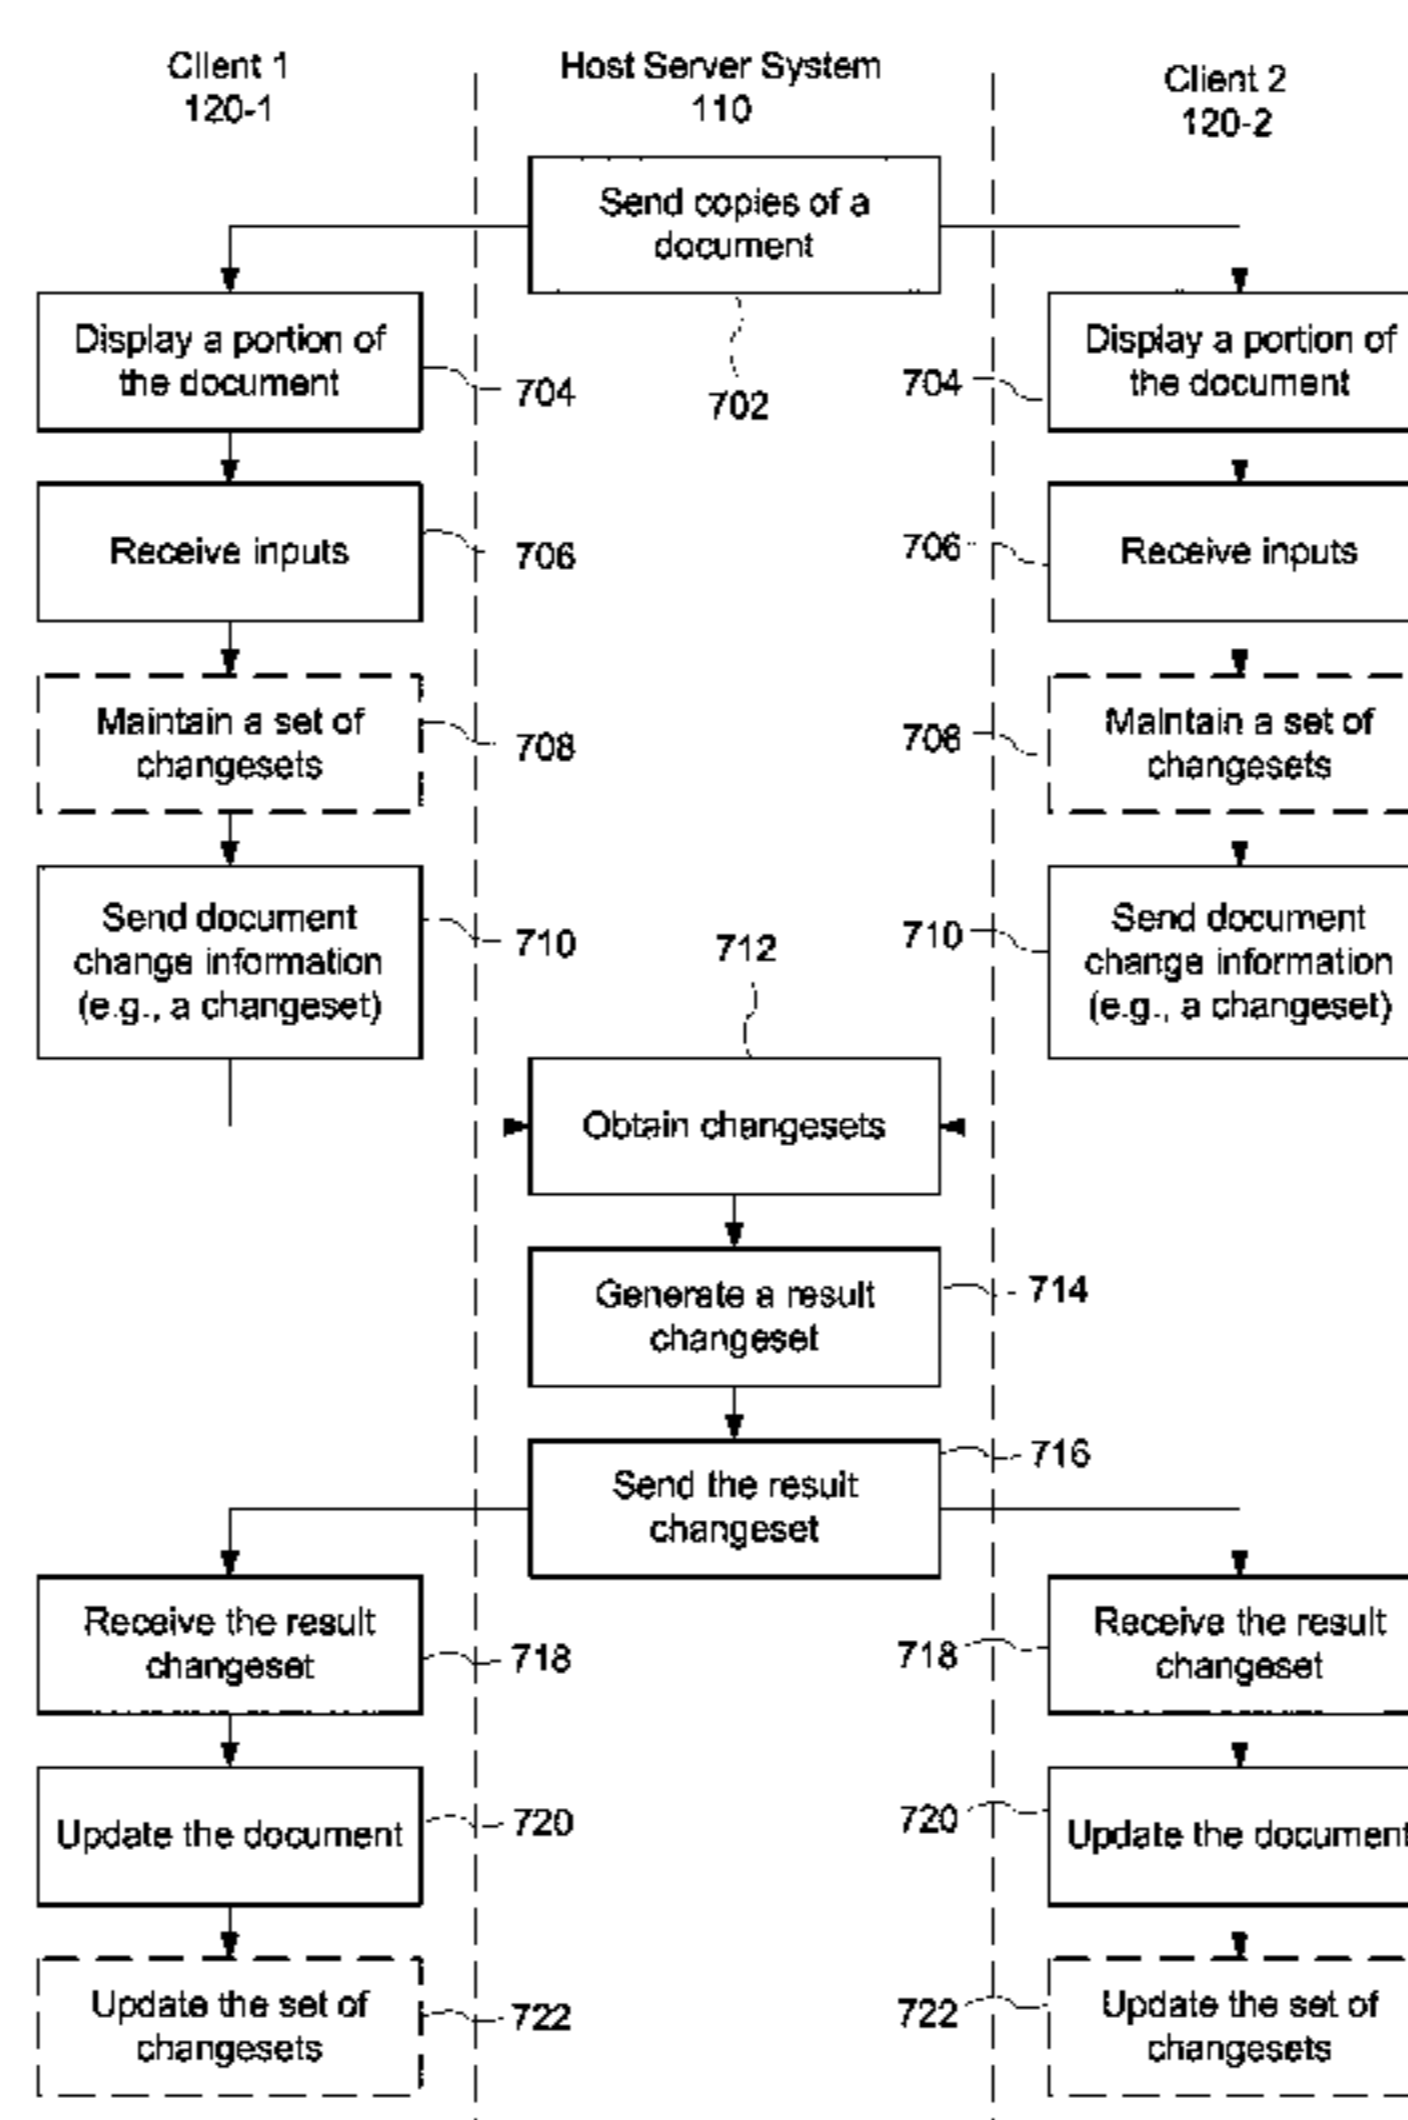 Client 1
120-1
Host Server System
110
Client 2
120-2
Send copies of a
document
702
Display a portion of
the document
704
704
Display a portion of
the document
Receive inputs
706
706
Receive inputs
Maintain a set of
changesets
708
708
Maintain a set of
changesets
Send document
change information
(e.g., a changeset)
710
712
710
Send document
change information
(e.g., a changeset)
Obtain changesets
Generate a result
changeset
714
Send the result
changeset
716
Receive the result
changeset
718
718
Receive the result
changeset
Update the document
720
720
Update the document
Update the set of
changesets
722
722
Update the set of
changesets